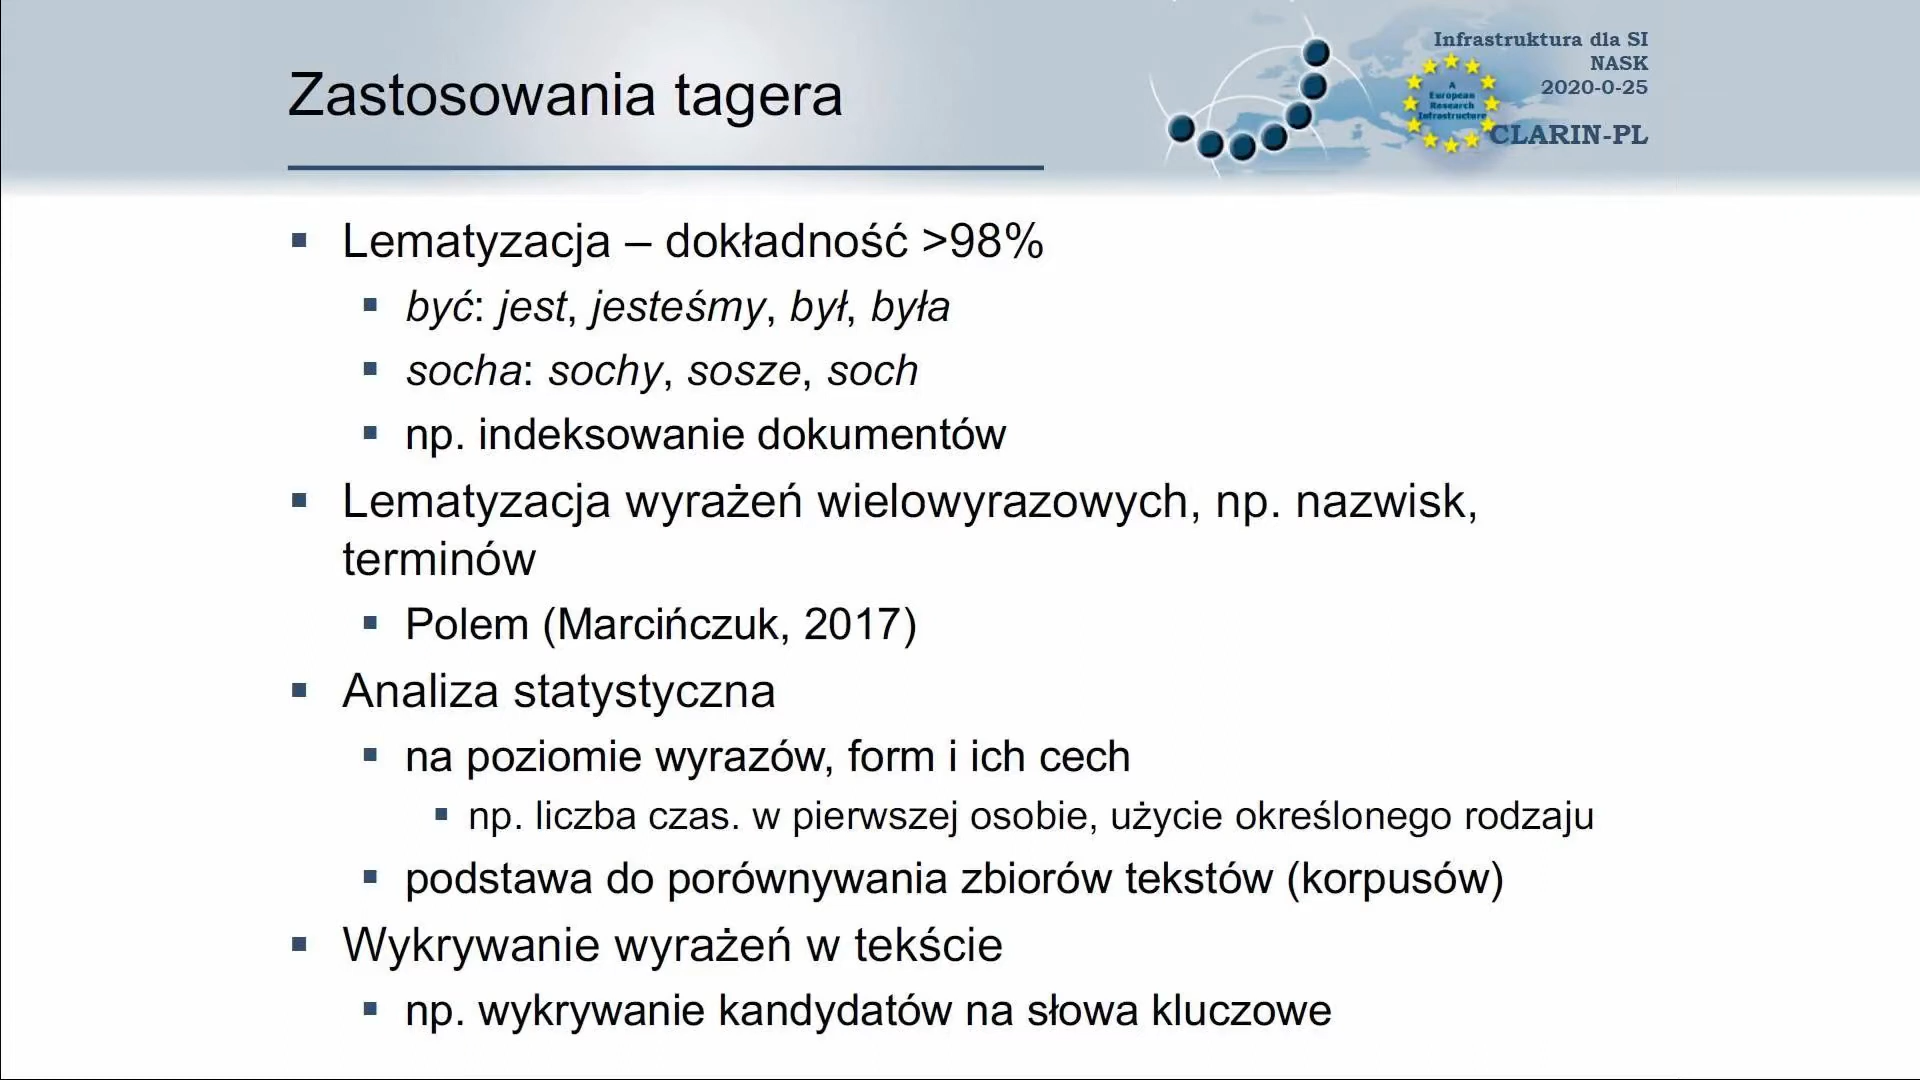 Zastosowania tagera
Infrastruktura dla SI
NASK
2020-0-25
A
European
Research
Infrastructure
CLARIN-PL
Lematyzacja – dokładność >98%
być: jest, jesteśmy, był, była
socha: sochy, sosze, soch
np. indeksowanie dokumentów
Lematyzacja wyrażeń wielowyrazowych, np. nazwisk,
terminów
Polem (Marcińczuk, 2017)
Analiza statystyczna
na poziomie wyrazów, form i ich cech
np. liczba czas. w pierwszej osobie, użycie określonego rodzaju
podstawa do porównywania zbiorów tekstów (korpusów)
Wykrywanie wyrażeń w tekście
np. wykrywanie kandydatów na słowa kluczowe